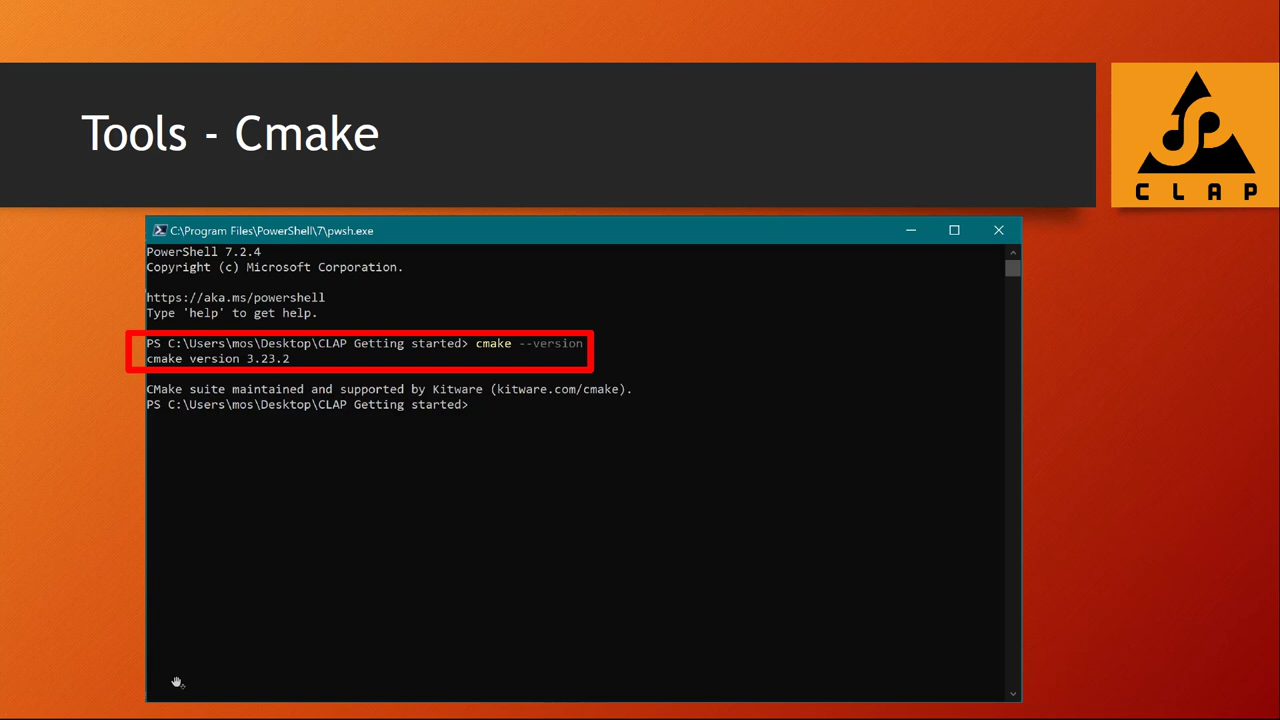 Tools - Cmake
CLAP
C:\Program Files\PowerShell\7\pwsh.exe
PowerShell 7.2.4
Copyright (c) Microsoft Corporation.
https://aka.ms/powershell
Type 'help' to get help.
PS C:\Users\mos\Desktop\CLAP Getting started> cmake --version
cmake version 3.23.2
CMake suite maintained and supported by Kitware (kitware.com/cmake).
PS C:\Users\mos\Desktop\CLAP Getting started>